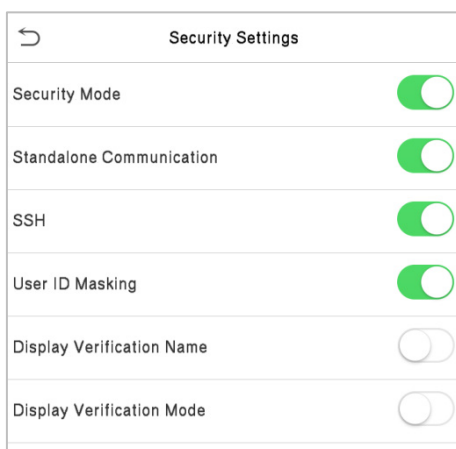 Security Settings
Security Mode
Standalone Communication
SSH
User ID Masking
Display Verification Name
Display Verification Mode